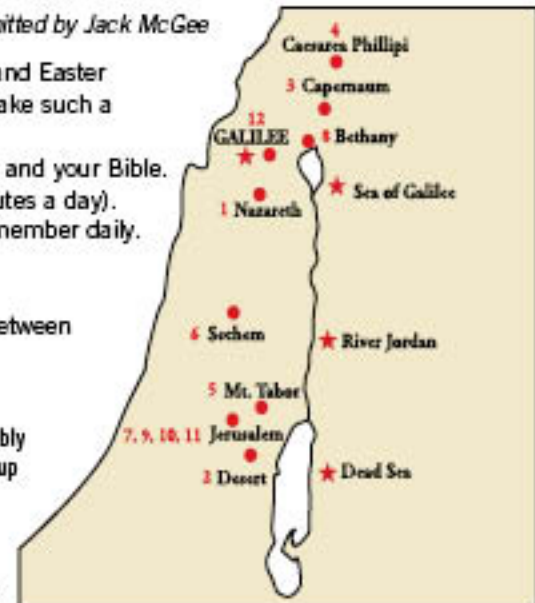 itted by Jack McGee
and Easter
ake such a
and your Bible.
utes a day).
nember daily.
etween
bly
up
4
Caesarea Phillipi
3 Capernaum
12
GALILEE
8 Bethany
Sea of Galilee
1 Nazareth
6 Sechem
River Jordan
5 Mt. Tabor
7, 9, 10, 11 Jerusalem
2 Desert
Dead Sea